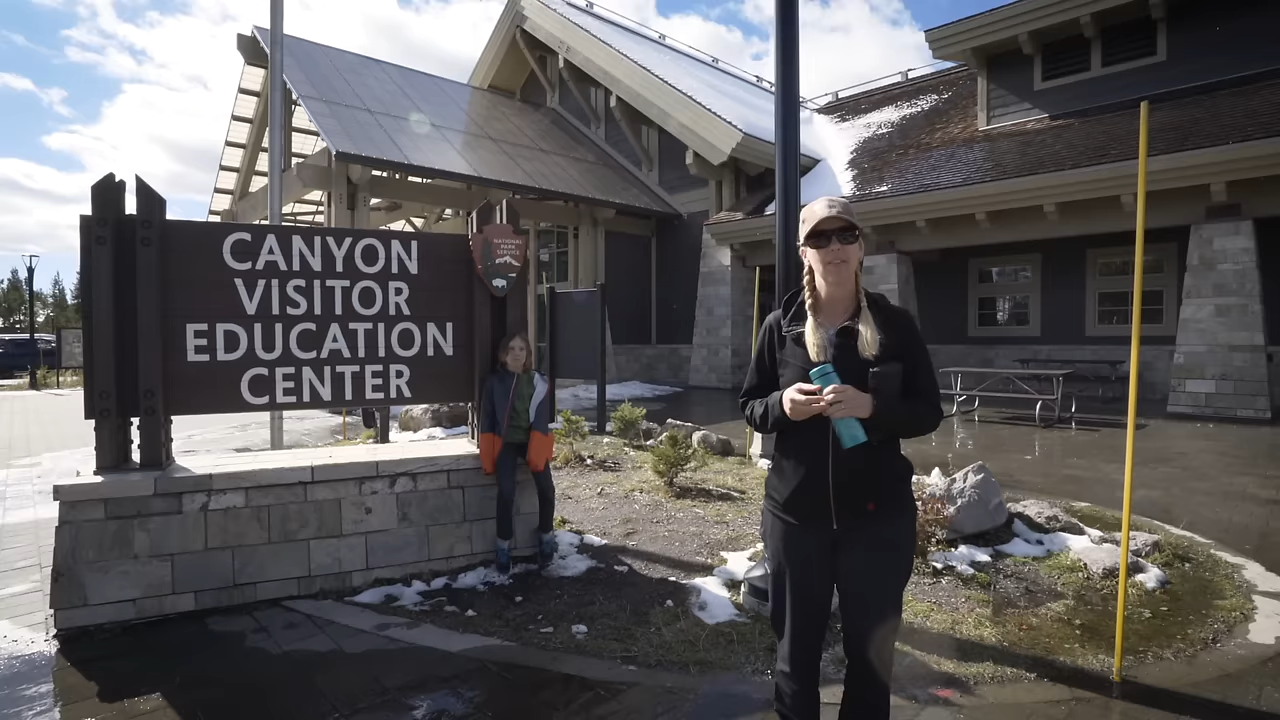 CANYON
VISITOR
EDUCATION
CENTER
NATIONAL
PARK
SERVICE